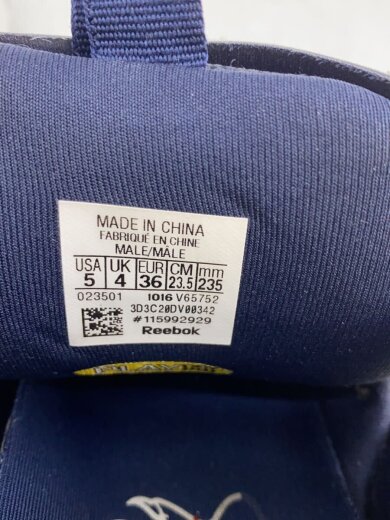 MADE IN CHINA
FABRIQUÉ EN CHINE
MALE/MÂLE
USA UK EUR CM mm
5 4 36 23.5 235
023501 1016 V65752
3D3C20DV00342
#115992929
Reebok